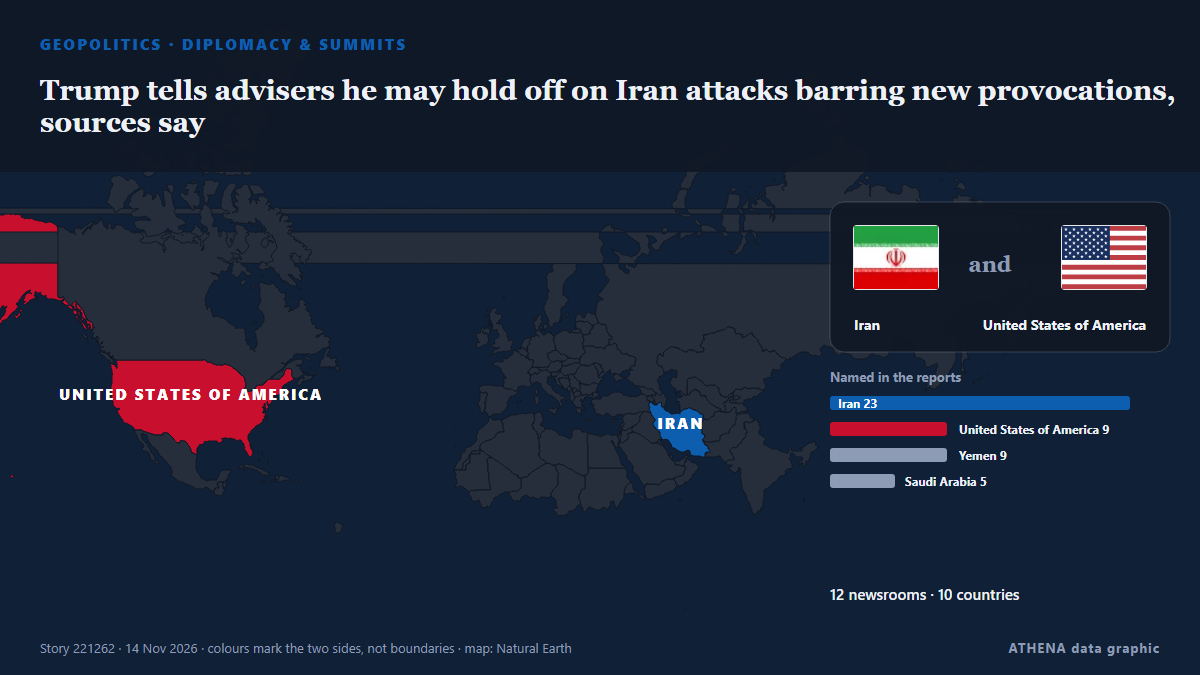 GEOPOLITICS · DIPLOMACY & SUMMITS
Trump tells advisers he may hold off on Iran attacks barring new provocations,
sources say
and
Iran
United States of America
UNITED STATES OF AMERICA
IRAN
Named in the reports
Iran 23
United States of America 9
Yemen 9
Saudi Arabia 5
12 newsrooms · 10 countries
Story 221262 · 14 Nov 2026 · colours mark the two sides, not boundaries · map: Natural Earth
ATHENA data graphic